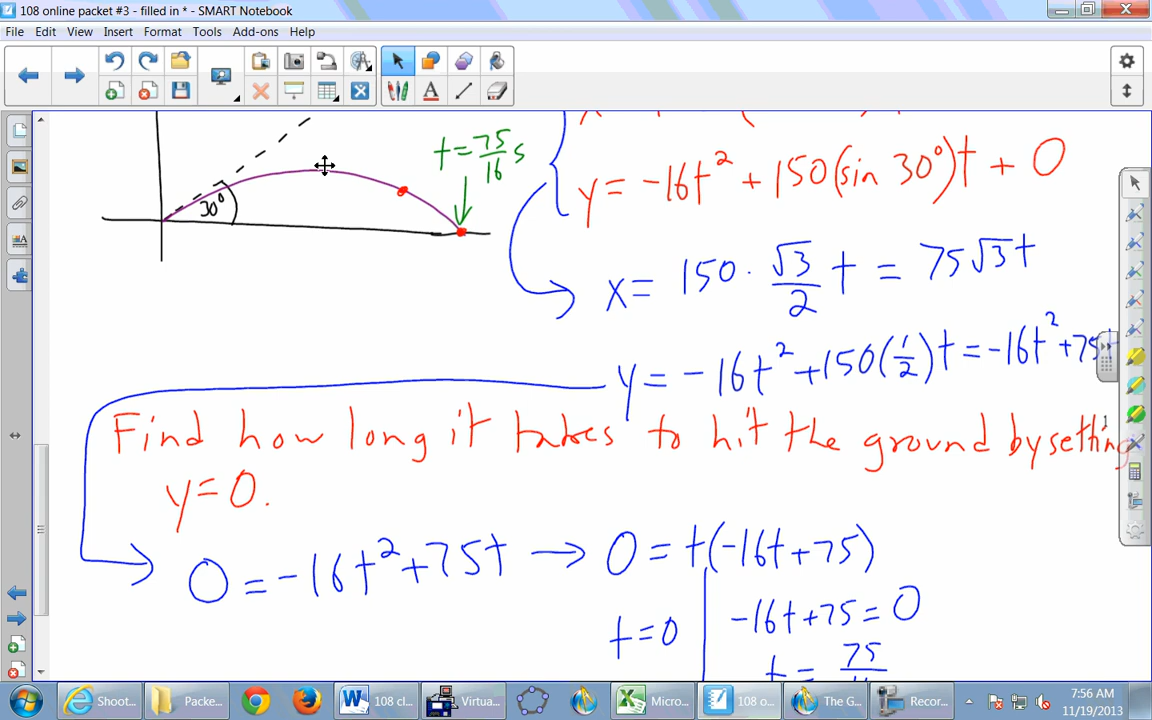 108 online packet #3 - filled in * - SMART Notebook
File Edit View Insert Format Tools Add-ons Help
t = 75/16 s
30°
y = -16t² + 150(sin 30°)t + 0
x = 150 · √3/2 t = 75√3 t
y = -16t² + 150(1/2)t = -16t² + 75t
Find how long it takes to hit the ground by setting
y = 0.
0 = -16t² + 75t → 0 = t(-16t + 75)
t = 0 | -16t + 75 = 0
t = 75/
Shoot... Packe... 108 cl... Virtua... Micro... 108 o... The G... Recor... 7:56 AM
11/19/2013